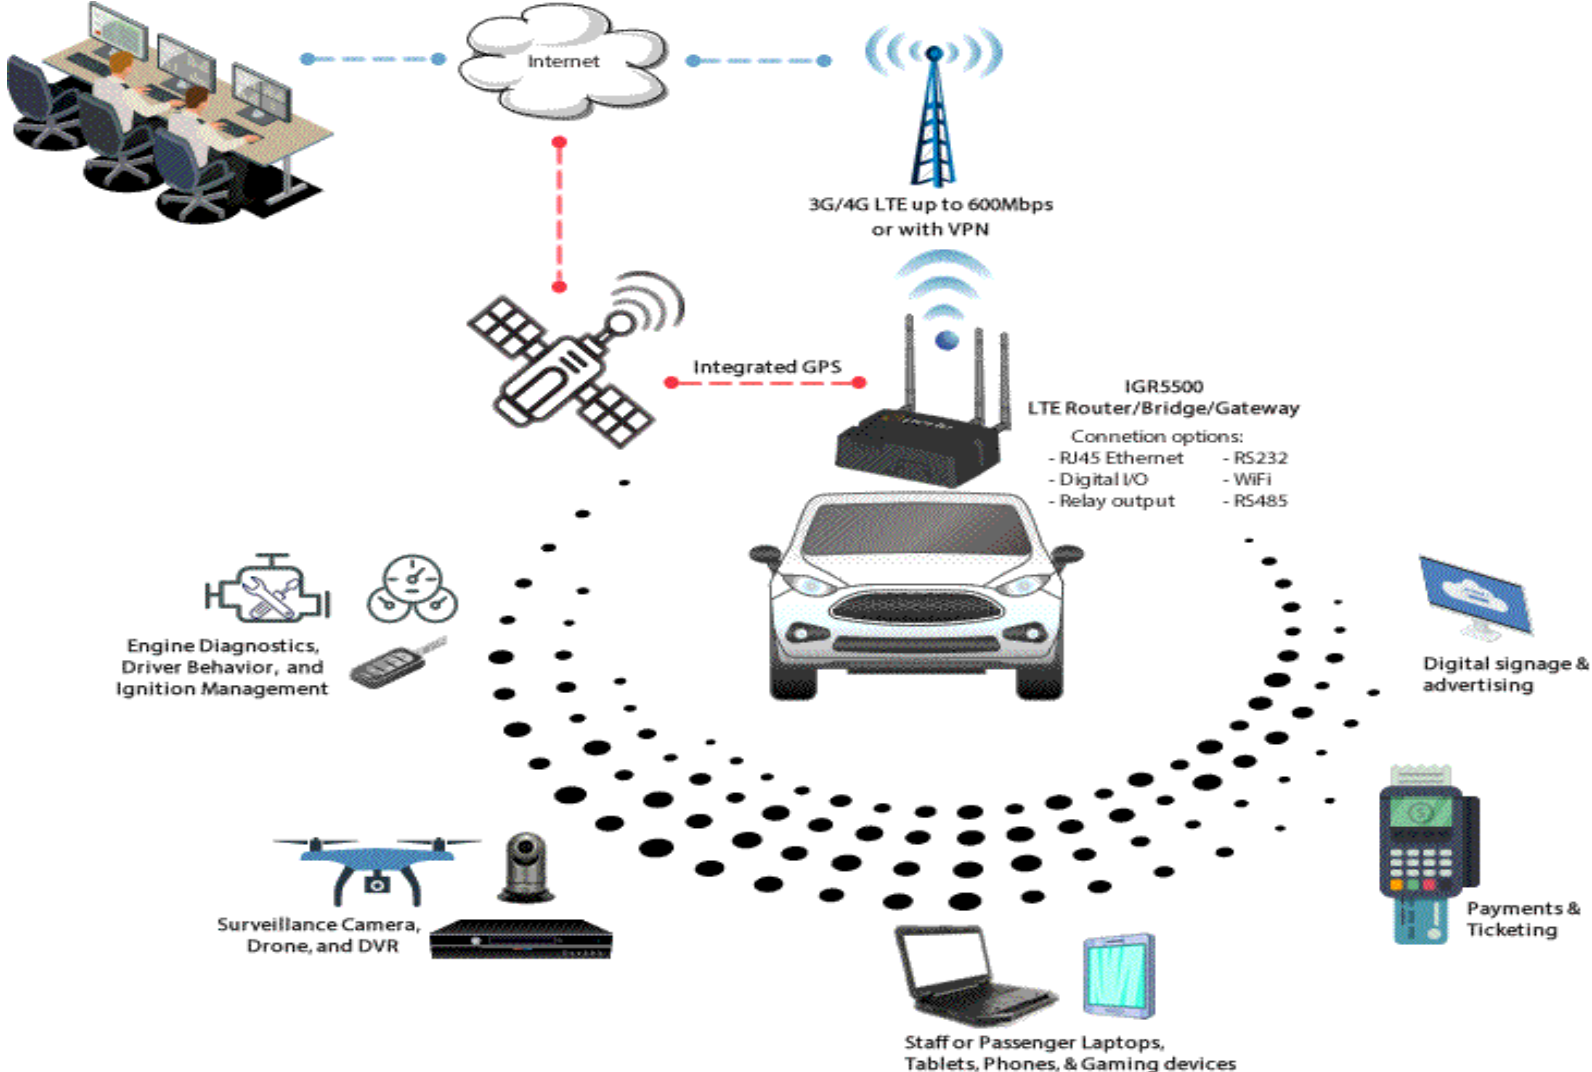 Internet
3G/4G LTE up to 600Mbps
or with VPN
Integrated GPS
IGR5500
LTE Router/Bridge/Gateway
Connetion options:
- RJ45 Ethernet - RS232
- Digital I/O - WiFi
- Relay output - RS485
Engine Diagnostics,
Driver Behavior, and
Ignition Management
Digital signage &
advertising
Surveillance Camera,
Drone, and DVR
Payments &
Ticketing
Staff or Passenger Laptops,
Tablets, Phones, & Gaming devices